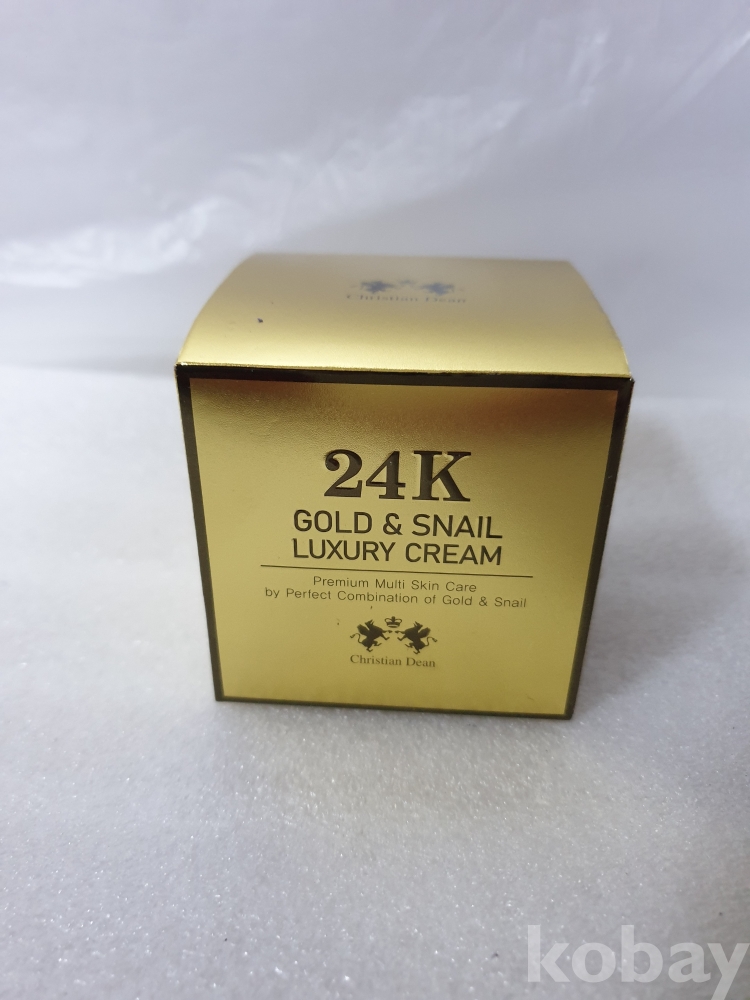 Christian Dean
24K
GOLD & SNAIL
LUXURY CREAM
Premium Multi Skin Care
by Perfect Combination of Gold & Snail
Christian Dean
kobay